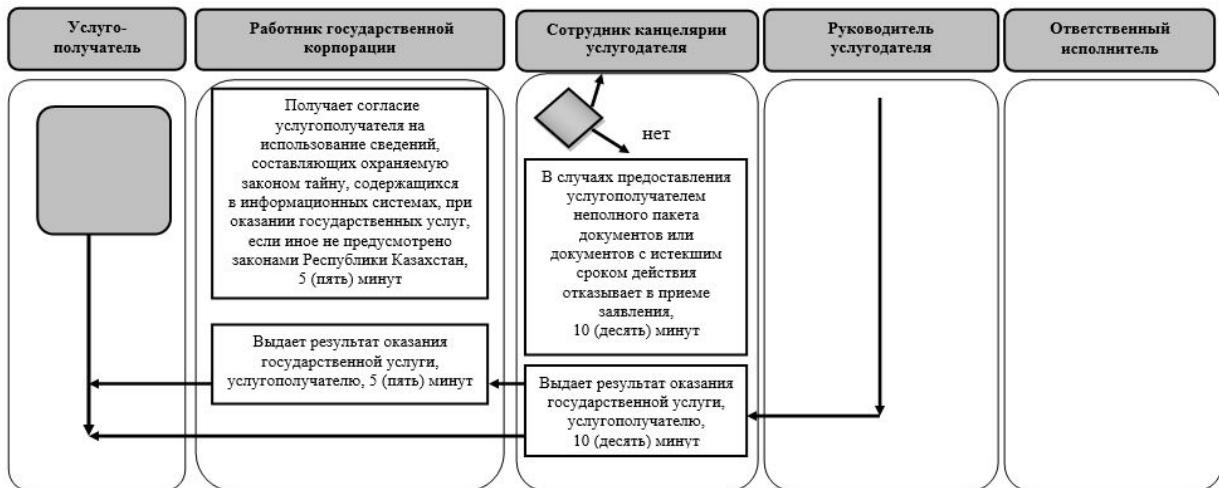 Услуго-
получатель
Работник государственной
корпорации
Сотрудник канцелярии
услугодателя
Руководитель
услугодателя
Ответственный
исполнитель
Получает согласие
услугополучателя на
использование сведений,
составляющих охраняемую
законом тайну, содержащихся
в информационных системах, при
оказании государственных услуг,
если иное не предусмотрено
законами Республики Казахстан,
5 (пять) минут
нет
В случаях предоставления
услугополучателем
неполного пакета
документов или
документов с истекшим
сроком действия
отказывает в приеме
заявления,
10 (десять) минут
Выдает результат оказания
государственной услуги,
услугополучателю, 5 (пять) минут
Выдает результат оказания
государственной услуги,
услугополучателю,
10 (десять) минут